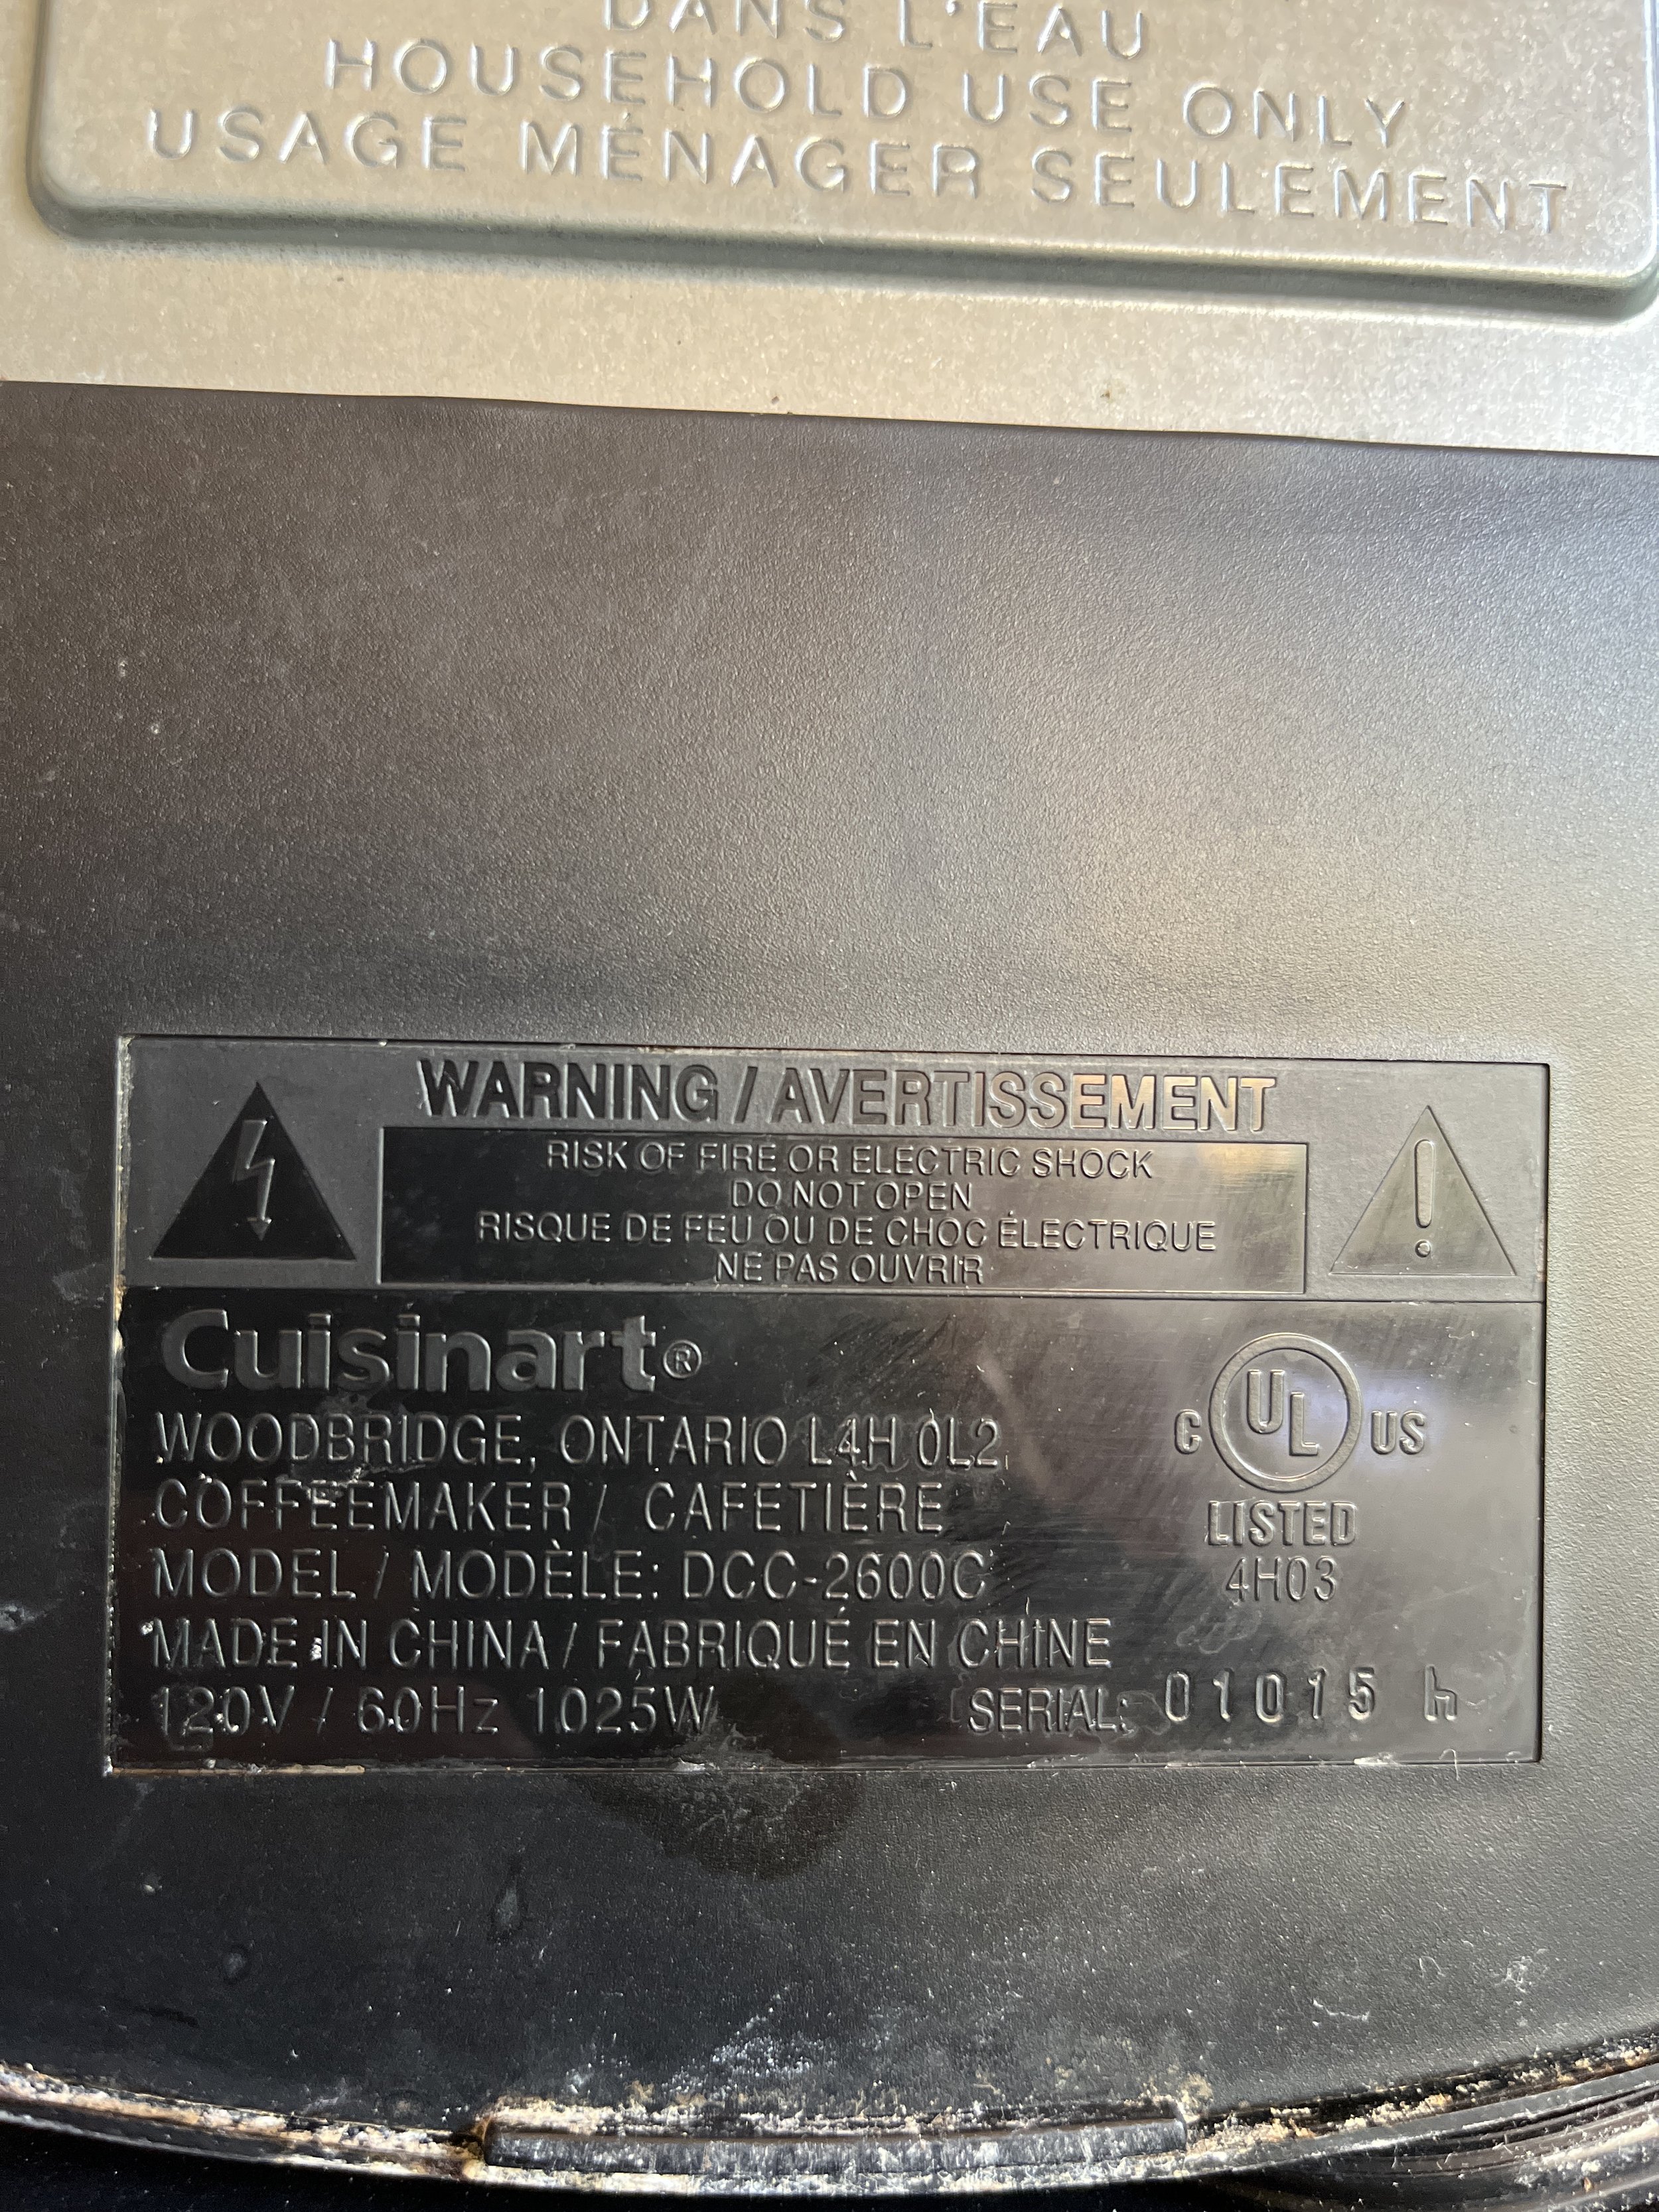 DANS L'EAU
HOUSEHOLD USE ONLY
USAGE MÉNAGER SEULEMENT
WARNING / AVERTISSEMENT
RISK OF FIRE OR ELECTRIC SHOCK
DO NOT OPEN
RISQUE DE FEU OU DE CHOC ÉLECTRIQUE
NE PAS OUVRIR
Cuisinart®
WOODBRIDGE, ONTARIO L4H 0L2
COFFEEMAKER / CAFETIÈRE
MODEL / MODÈLE: DCC-2600C
MADE IN CHINA / FABRIQUÉ EN CHINE
120V / 60Hz 1025W
SERIAL: 01015 h
C UL US
LISTED
4H03